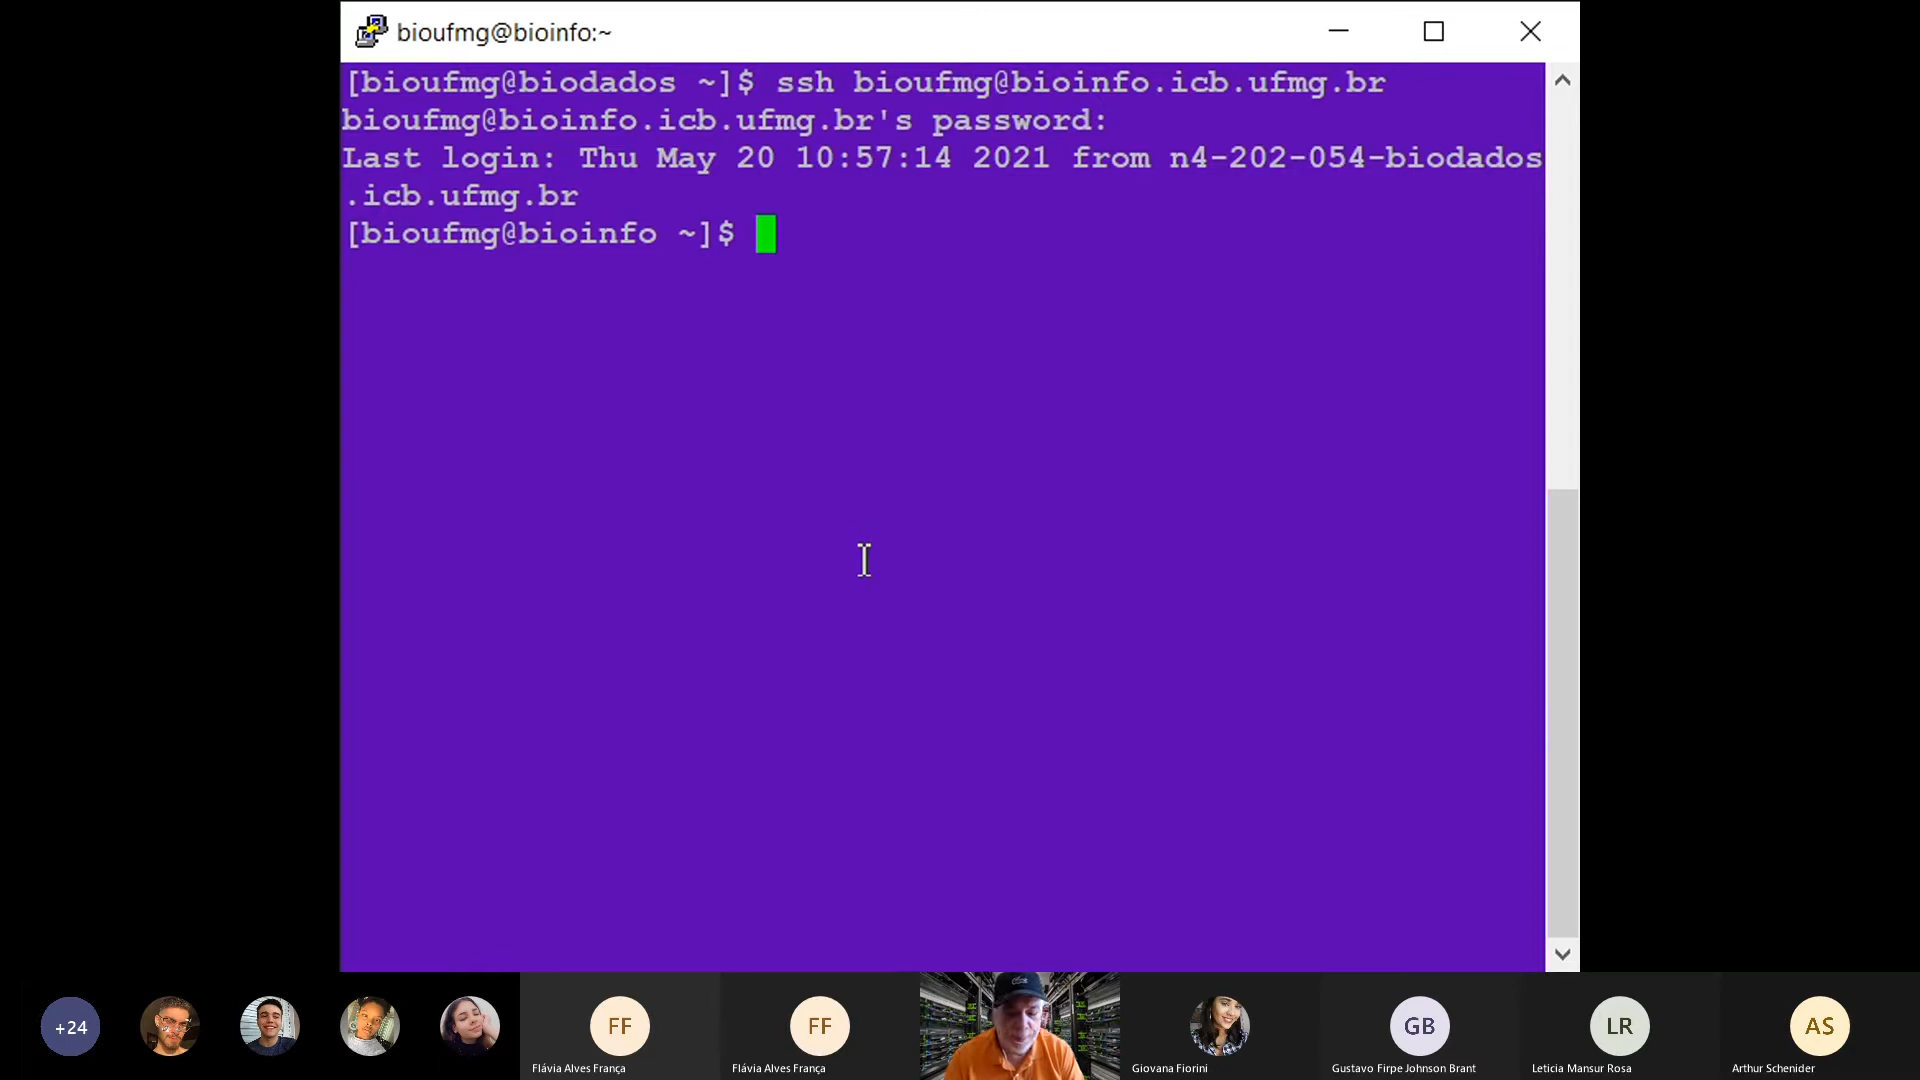 bioufmg@bioinfo:~
[bioufmg@biodados ~]$ ssh bioufmg@bioinfo.icb.ufmg.br
bioufmg@bioinfo.icb.ufmg.br's password:
Last login: Thu May 20 10:57:14 2021 from n4-202-054-biodados
.icb.ufmg.br
[bioufmg@bioinfo ~]$
+24
FF
FF
GB
LR
AS
Flávia Alves França
Flávia Alves França
Giovana Fiorini
Gustavo Firpe Johnson Brant
Leticia Mansur Rosa
Arthur Schenider